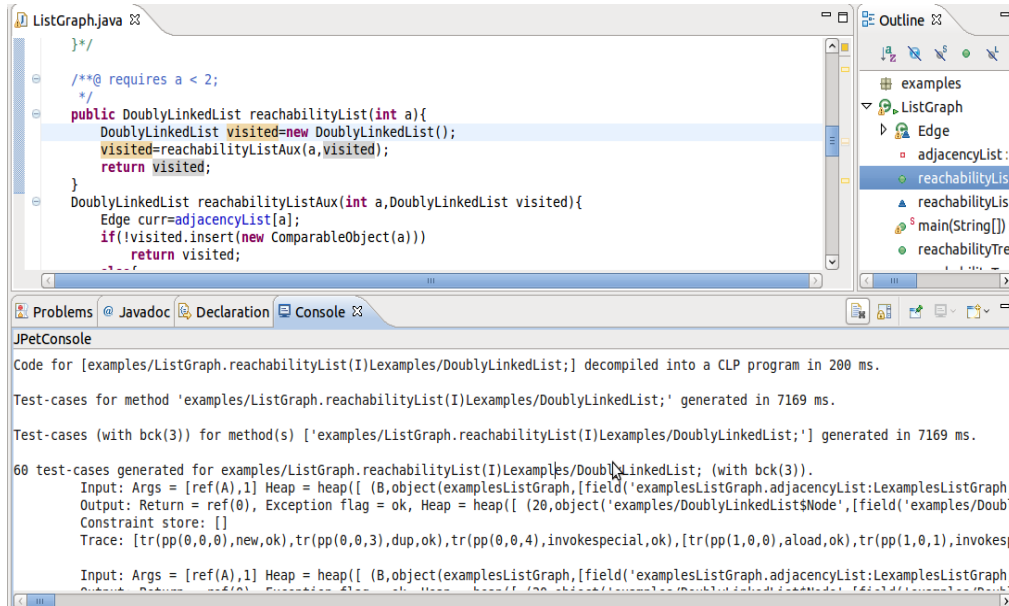 ListGraph.java
}*/
/**@ requires a < 2;
*/
public DoublyLinkedList reachabilityList(int a){
DoublyLinkedList visited=new DoublyLinkedList();
visited=reachabilityListAux(a,visited);
return visited;
}
DoublyLinkedList reachabilityListAux(int a,DoublyLinkedList visited){
Edge curr=adjacencyList[a];
if(!visited.insert(new ComparableObject(a)))
return visited;
else{
Outline
examples
ListGraph
Edge
adjacencyList :
reachabilityLis
reachabilityLis
main(String[])
reachabilityTre
Problems @ Javadoc Declaration Console
JPetConsole
Code for [examples/ListGraph.reachabilityList(I)Lexamples/DoublyLinkedList;] decompiled into a CLP program in 200 ms.
Test-cases for method 'examples/ListGraph.reachabilityList(I)Lexamples/DoublyLinkedList;' generated in 7169 ms.
Test-cases (with bck(3)) for method(s) ['examples/ListGraph.reachabilityList(I)Lexamples/DoublyLinkedList;'] generated in 7169 ms.
60 test-cases generated for examples/ListGraph.reachabilityList(I)Lexamples/DoublyLinkedList; (with bck(3)).
Input: Args = [ref(A),1] Heap = heap([ (B,object(examplesListGraph,[field('examplesListGraph.adjacencyList:LexamplesListGraph
Output: Return = ref(0), Exception flag = ok, Heap = heap([ (20,object('examples/DoublyLinkedList$Node',[field('examples/Doubl
Constraint store: []
Trace: [tr(pp(0,0,0),new,ok),tr(pp(0,0,3),dup,ok),tr(pp(0,0,4),invokespecial,ok),[tr(pp(1,0,0),aload,ok),tr(pp(1,0,1),invokesp
Input: Args = [ref(A),1] Heap = heap([ (B,object(examplesListGraph,[field('examplesListGraph.adjacencyList:LexamplesListGraph